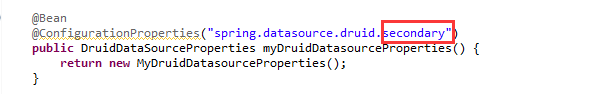 @Bean
@ConfigurationProperties("spring.datasource.druid.secondary")
public DruidDataSourceProperties myDruidDatasourceProperties() {
return new MyDruidDatasourceProperties();
}